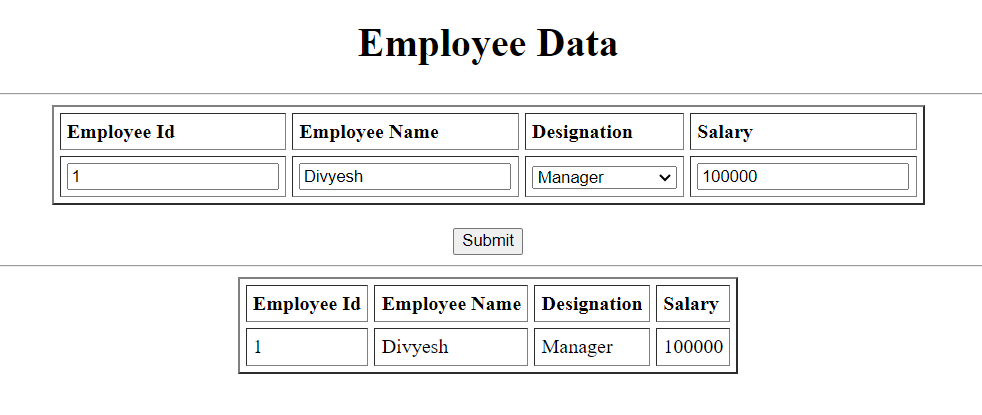 Employee Data
Employee Id Employee Name Designation Salary
1 Divyesh Manager 100000
Submit
Employee Id Employee Name Designation Salary
1 Divyesh Manager 100000